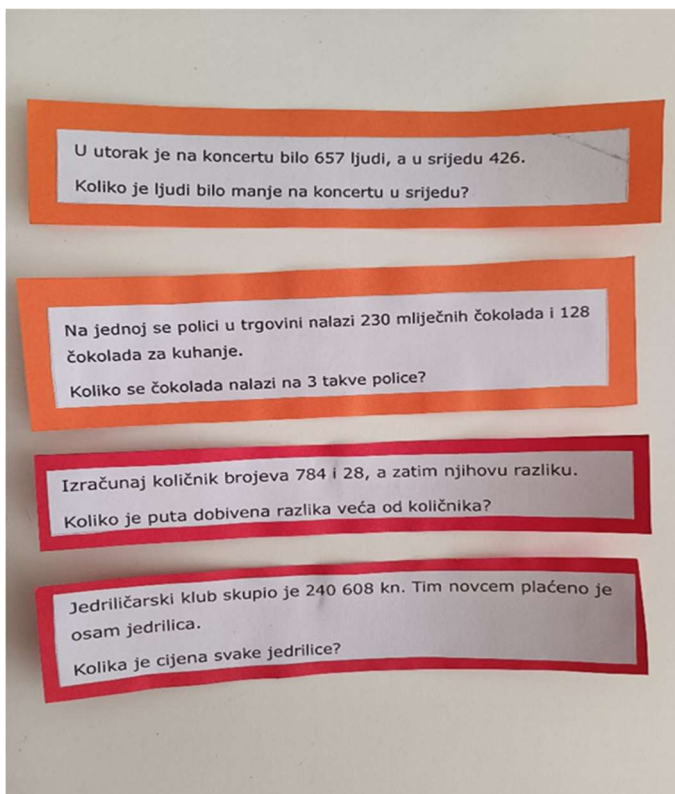 U utorak je na koncertu bilo 657 ljudi, a u srijedu 426.
Koliko je ljudi bilo manje na koncertu u srijedu?
Na jednoj se polici u trgovini nalazi 230 mliječnih čokolada i 128
čokolada za kuhanje.
Koliko se čokolada nalazi na 3 takve police?
Izračunaj količnik brojeva 784 i 28, a zatim njihovu razliku.
Koliko je puta dobivena razlika veća od količnika?
Jedriličarski klub skupio je 240 608 kn. Tim novcem plaćeno je
osam jedrilica.
Kolika je cijena svake jedrilice?